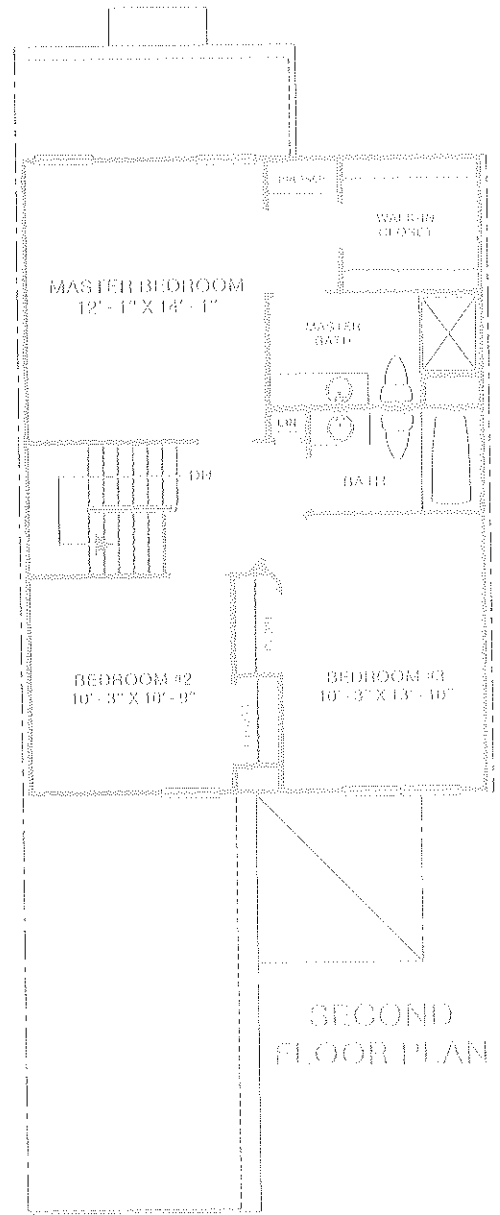 WALK-IN
CLOSET
MASTER BEDROOM
12' - 1" X 14' - 1"
MASTER
BATH
LIN
DN
BATH
BEDROOM #2
10' - 3" X 10' - 9"
BEDROOM #3
10' - 3" X 13' - 10"
SECOND
FLOOR PLAN